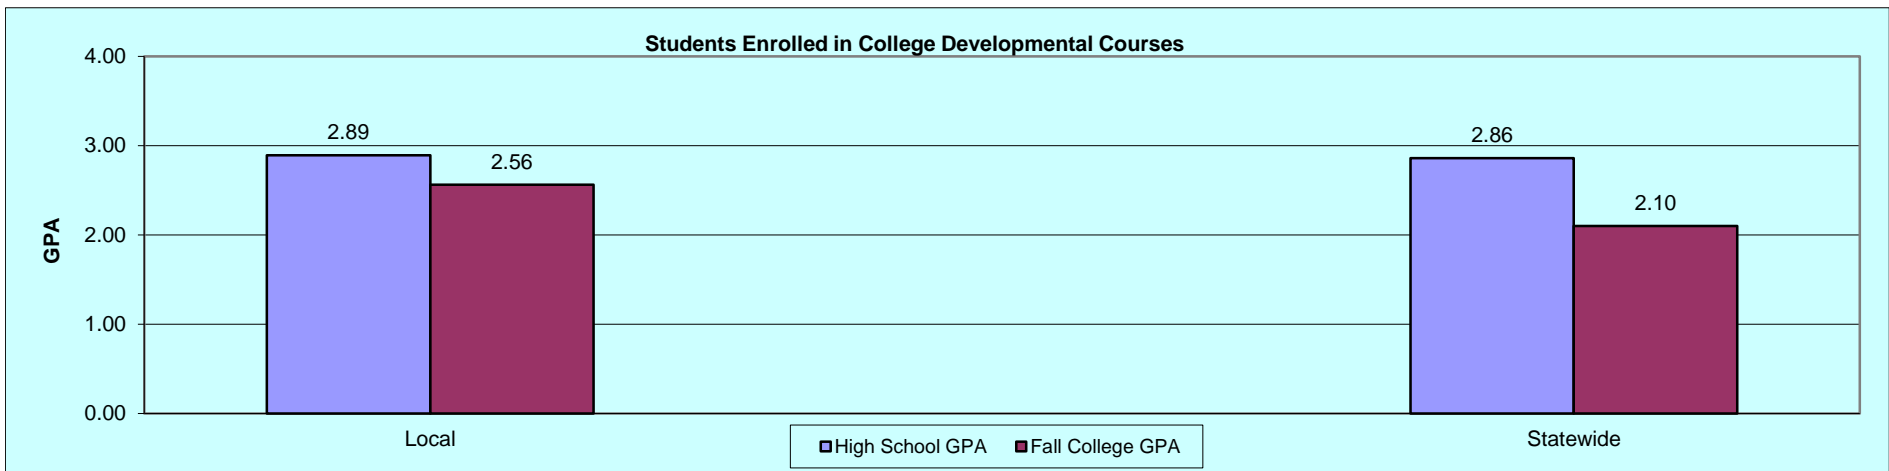 Students Enrolled in College Developmental Courses
4.00
3.00
2.00
1.00
0.00
GPA
2.89
2.56
2.86
2.10
Local
Statewide
High School GPA
Fall College GPA